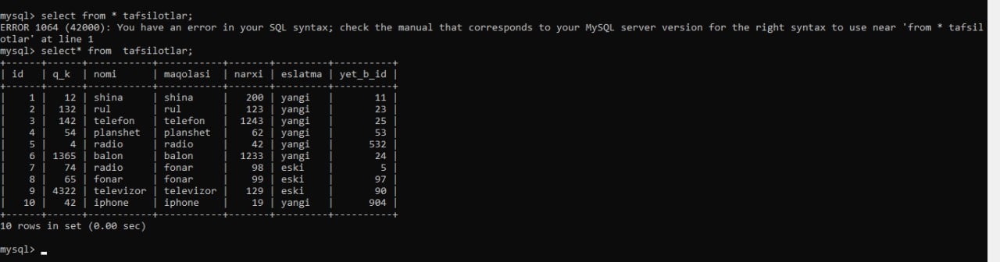 mysql> select from * tafsilotlar;
ERROR 1064 (42000): You have an error in your SQL syntax; check the manual that corresponds to your MySQL server version for the right syntax to use near 'from * tafsil
otlar' at line 1
mysql> select* from  tafsilotlar;
+------+------+-----------+-----------+-------+---------+----------+
| id   | q_k  | nomi      | maqolasi  | narxi | eslatma | yet_b_id |
+------+------+-----------+-----------+-------+---------+----------+
|    1 |   12 | shina     | shina     |   200 | yangi   |       11 |
|    2 |  132 | rul       | rul       |   123 | yangi   |       23 |
|    3 |  142 | telefon   | telefon   |  1243 | yangi   |       25 |
|    4 |   54 | planshet  | planshet  |    62 | yangi   |       53 |
|    5 |    4 | radio     | radio     |    42 | yangi   |      532 |
|    6 | 1365 | balon     | balon     |  1233 | yangi   |       24 |
|    7 |   74 | radio     | fonar     |    98 | eski    |        5 |
|    8 |   65 | fonar     | fonar     |    99 | eski    |       97 |
|    9 | 4322 | televizor | televizor |   129 | eski    |       90 |
|   10 |   42 | iphone    | iphone    |    19 | yangi   |      904 |
+------+------+-----------+-----------+-------+---------+----------+
10 rows in set (0.00 sec)
mysql> _